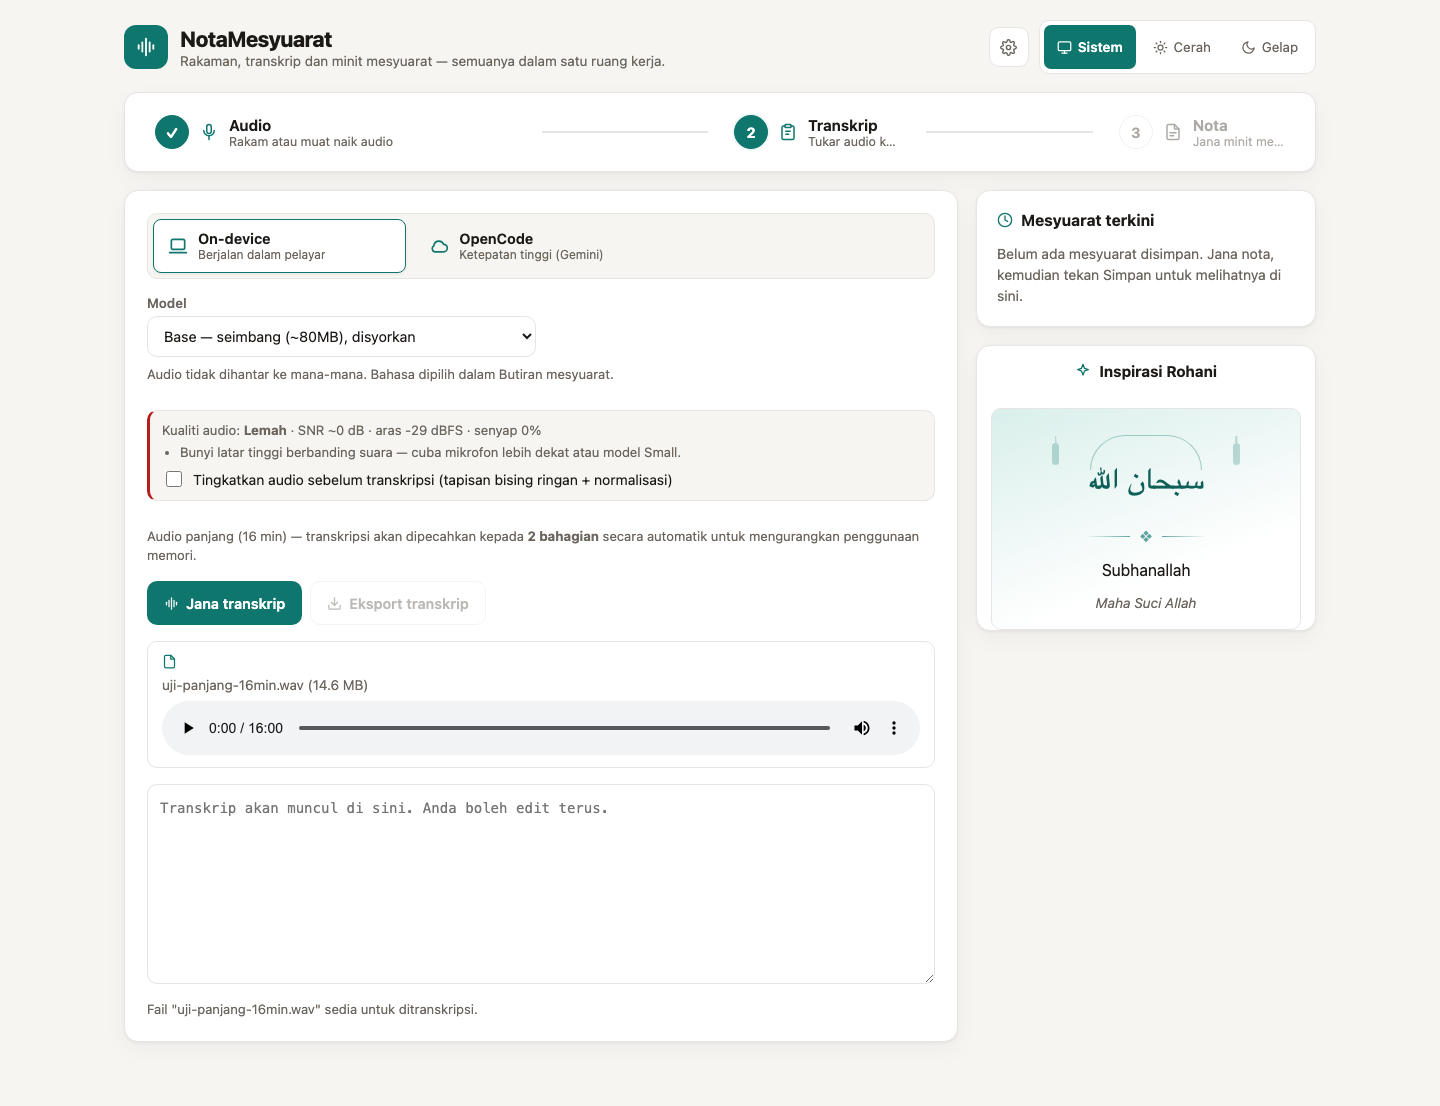 NotaMesyuarat
Rakaman, transkrip dan minit mesyuarat — semuanya dalam satu ruang kerja.
Sistem
Cerah
Gelap
Audio
Rakam atau muat naik audio
2
Transkrip
Tukar audio k...
3
Nota
Jana minit me...
On-device
Berjalan dalam pelayar
OpenCode
Ketepatan tinggi (Gemini)
Model
Base — seimbang (~80MB), disyorkan
Audio tidak dihantar ke mana-mana. Bahasa dipilih dalam Butiran mesyuarat.
Kualiti audio: Lemah · SNR ~0 dB · aras -29 dBFS · senyap 0%
• Bunyi latar tinggi berbanding suara — cuba mikrofon lebih dekat atau model Small.
Tingkatkan audio sebelum transkripsi (tapisan bising ringan + normalisasi)
Audio panjang (16 min) — transkripsi akan dipecahkan kepada 2 bahagian secara automatik untuk mengurangkan penggunaan
memori.
Jana transkrip
Eksport transkrip
uji-panjang-16min.wav (14.6 MB)
0:00 / 16:00
Transkrip akan muncul di sini. Anda boleh edit terus.
Fail "uji-panjang-16min.wav" sedia untuk ditranskripsi.
Mesyuarat terkini
Belum ada mesyuarat disimpan. Jana nota,
kemudian tekan Simpan untuk melihatnya di
sini.
Inspirasi Rohani
سبحان الله
Subhanallah
Maha Suci Allah